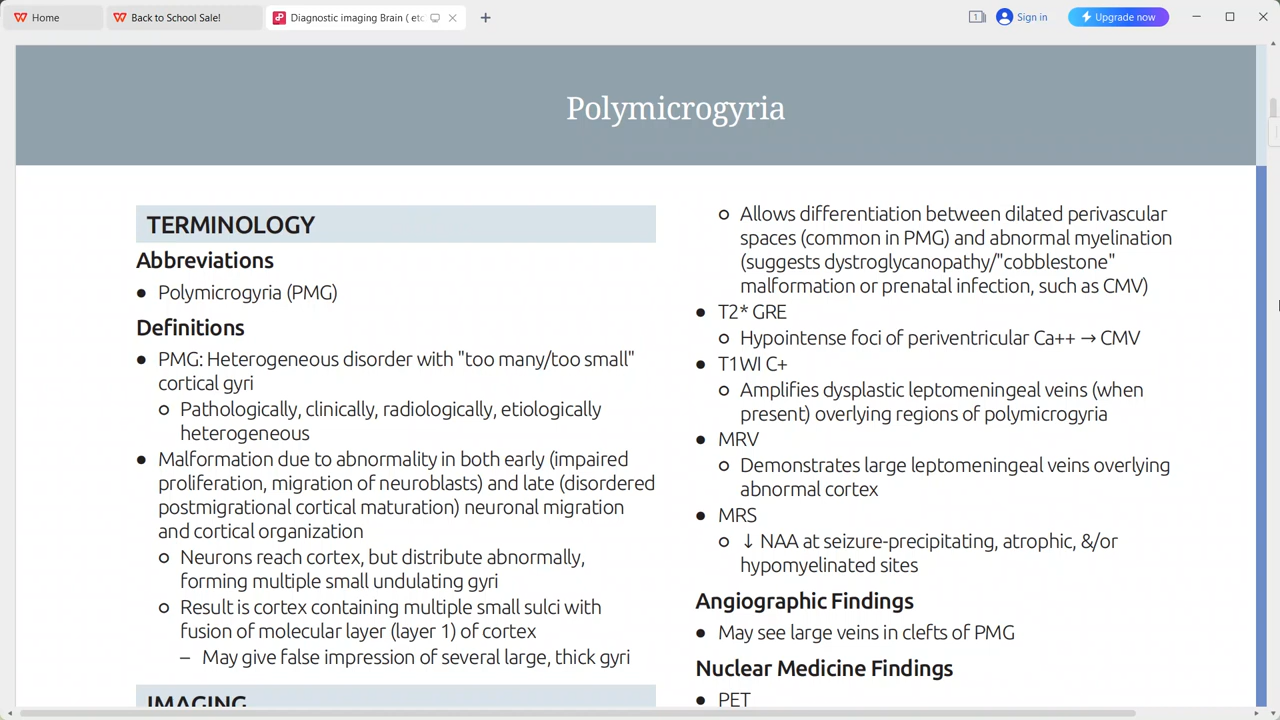 Home
Back to School Sale!
Diagnostic imaging Brain ( etc
1
Sign in
Upgrade now
Polymicrogyria
TERMINOLOGY
Abbreviations
● Polymicrogyria (PMG)
Definitions
● PMG: Heterogeneous disorder with "too many/too small"
cortical gyri
○ Pathologically, clinically, radiologically, etiologically
heterogeneous
● Malformation due to abnormality in both early (impaired
proliferation, migration of neuroblasts) and late (disordered
postmigrational cortical maturation) neuronal migration
and cortical organization
○ Neurons reach cortex, but distribute abnormally,
forming multiple small undulating gyri
○ Result is cortex containing multiple small sulci with
fusion of molecular layer (layer 1) of cortex
– May give false impression of several large, thick gyri
IMAGING
○ Allows differentiation between dilated perivascular
spaces (common in PMG) and abnormal myelination
(suggests dystroglycanopathy/"cobblestone"
malformation or prenatal infection, such as CMV)
● T2* GRE
○ Hypointense foci of periventricular Ca++ → CMV
● T1WI C+
○ Amplifies dysplastic leptomeningeal veins (when
present) overlying regions of polymicrogyria
● MRV
○ Demonstrates large leptomeningeal veins overlying
abnormal cortex
● MRS
○ ↓ NAA at seizure-precipitating, atrophic, &/or
hypomyelinated sites
Angiographic Findings
● May see large veins in clefts of PMG
Nuclear Medicine Findings
● PET